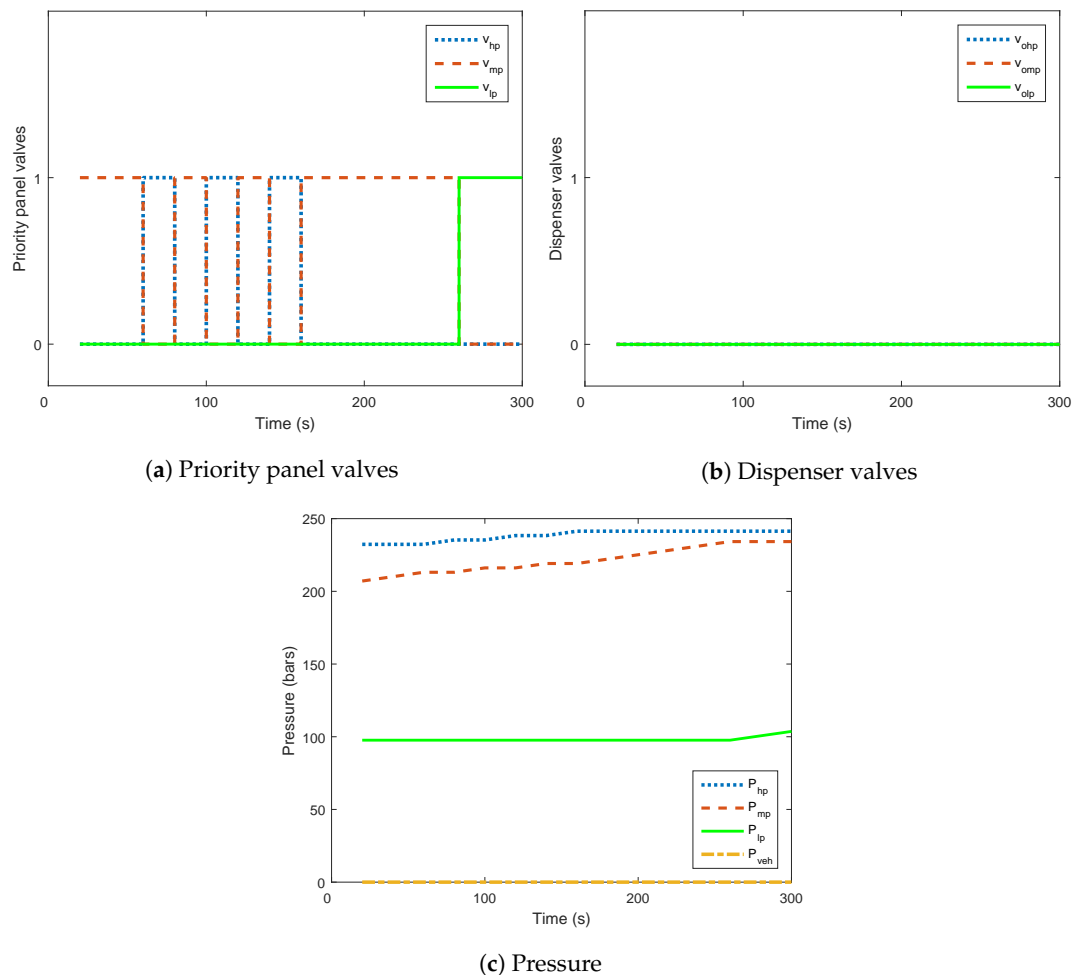 v_hp
v_mp
v_lp
Priority panel valves
1
0
0 100 200 300
Time (s)
(a) Priority panel valves
v_ohp
v_omp
v_olp
Dispenser valves
1
0
0 100 200 300
Time (s)
(b) Dispenser valves
250
200
150
100
50
0
Pressure (bars)
P_hp
P_mp
P_lp
P_veh
0 100 200 300
Time (s)
(c) Pressure